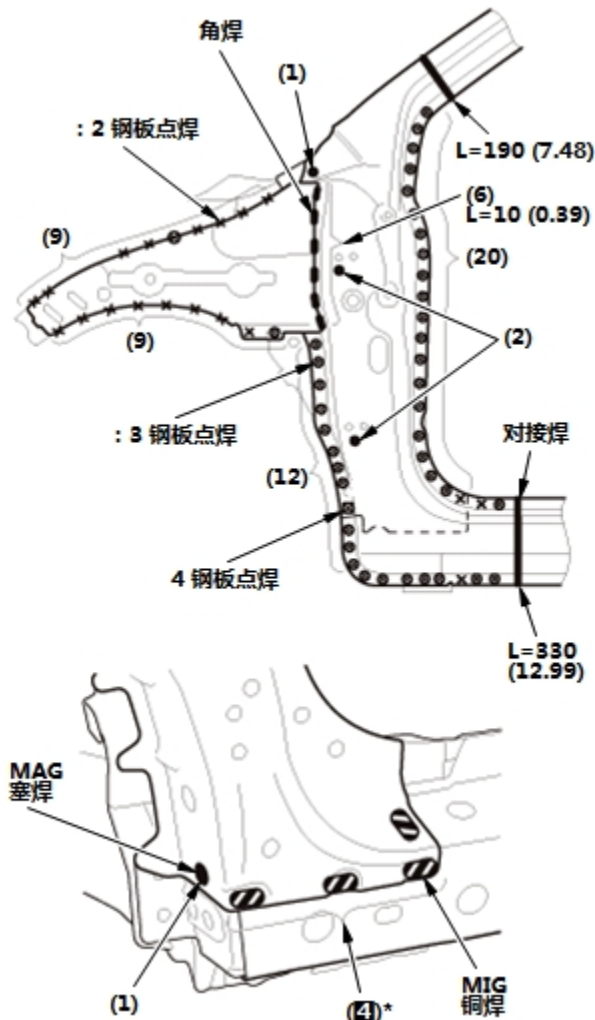 角焊
(1)
: 2 钢板点焊
L=190 (7.48)
(6)
L=10 (0.39)
(9)
(20)
(9)
(2)
: 3 钢板点焊
对接焊
(12)
4 钢板点焊
L=330
(12.99)
MAG
塞焊
(1)
(4)*
MIG
铜焊